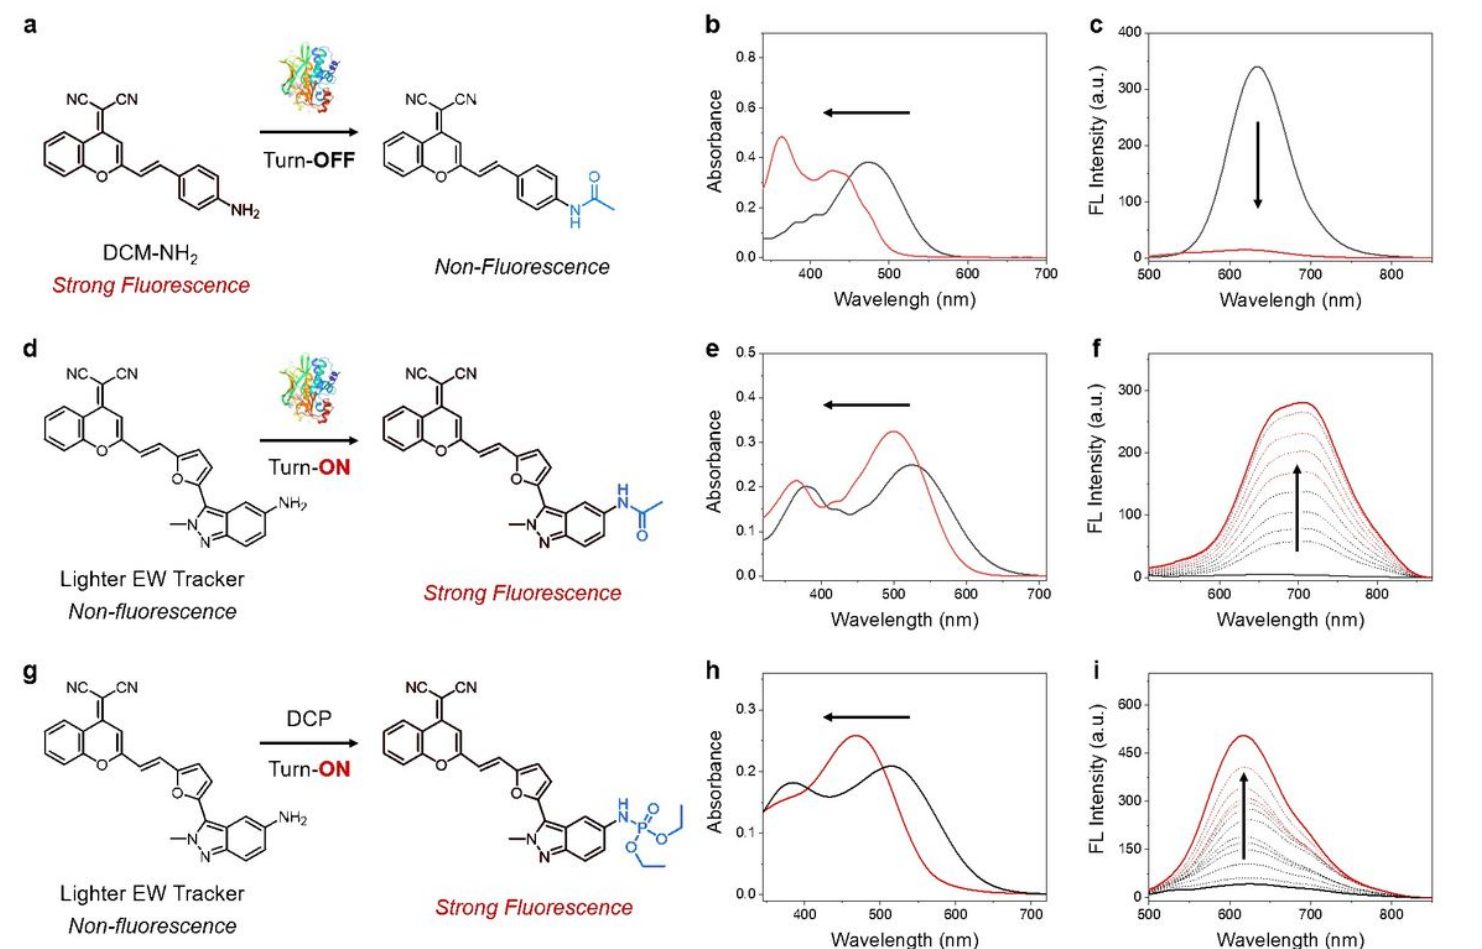 a
NC CN
O
NH2
DCM-NH2
Strong Fluorescence
Turn-OFF
NC CN
O
O
N
H
Non-Fluorescence
b
Absorbance
0.8
0.6
0.4
0.2
0.0
400 500 600 700
Wavelengh (nm)
c
FL Intensity (a.u.)
400
300
200
100
0
500 600 700 800
Wavelengh (nm)
d
NC CN
O
O
NH2
N
N
Lighter EW Tracker
Non-fluorescence
Turn-ON
NC CN
O
O
H
N
O
N
N
Strong Fluorescence
e
Absorbance
0.5
0.4
0.3
0.2
0.1
0.0
400 500 600 700
Wavelength (nm)
f
FL Intensity (a.u.)
300
200
100
0
600 700 800
Wavelength (nm)
g
NC CN
O
O
NH2
N
N
Lighter EW Tracker
Non-fluorescence
DCP
Turn-ON
NC CN
O
O
H
N
P
O
O
O
N
N
Strong Fluorescence
h
Absorbance
0.3
0.2
0.1
0.0
400 500 600 700
Wavelength (nm)
i
FL Intensity (a.u.)
600
450
300
150
0
500 600 700 800
Wavelength (nm)